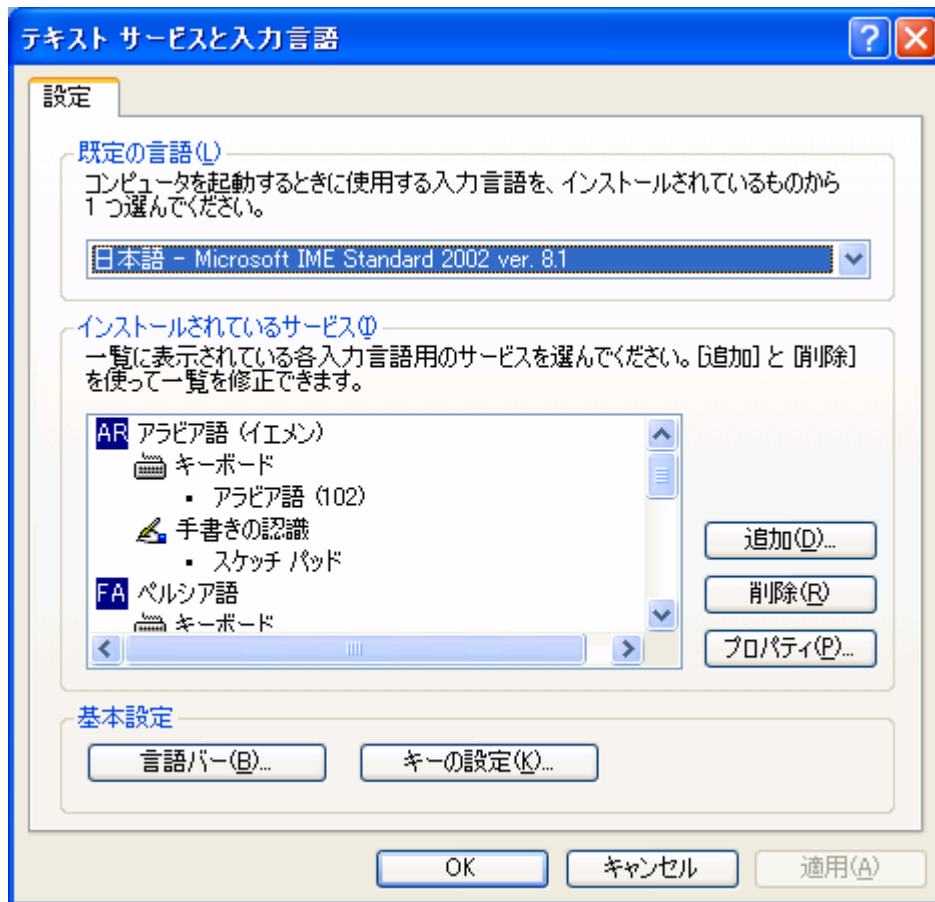 テキスト サービスと入力言語
設定
既定の言語(L)
コンピュータを起動するときに使用する入力言語を、インストールされているものから
1 つ選んでください。
日本語 - Microsoft IME Standard 2002 ver. 8.1
インストールされているサービス(I)
一覧に表示されている各入力言語用のサービスを選んでください。[追加] と [削除]
を使って一覧を修正できます。
AR アラビア語 (イエメン)
キーボード
▪ アラビア語 (102)
手書きの認識
▪ スケッチ パッド
FA ペルシア語
キーボード
追加(D)...
削除(R)
プロパティ(P)...
基本設定
言語バー(B)... キーの設定(K)...
OK キャンセル 適用(A)